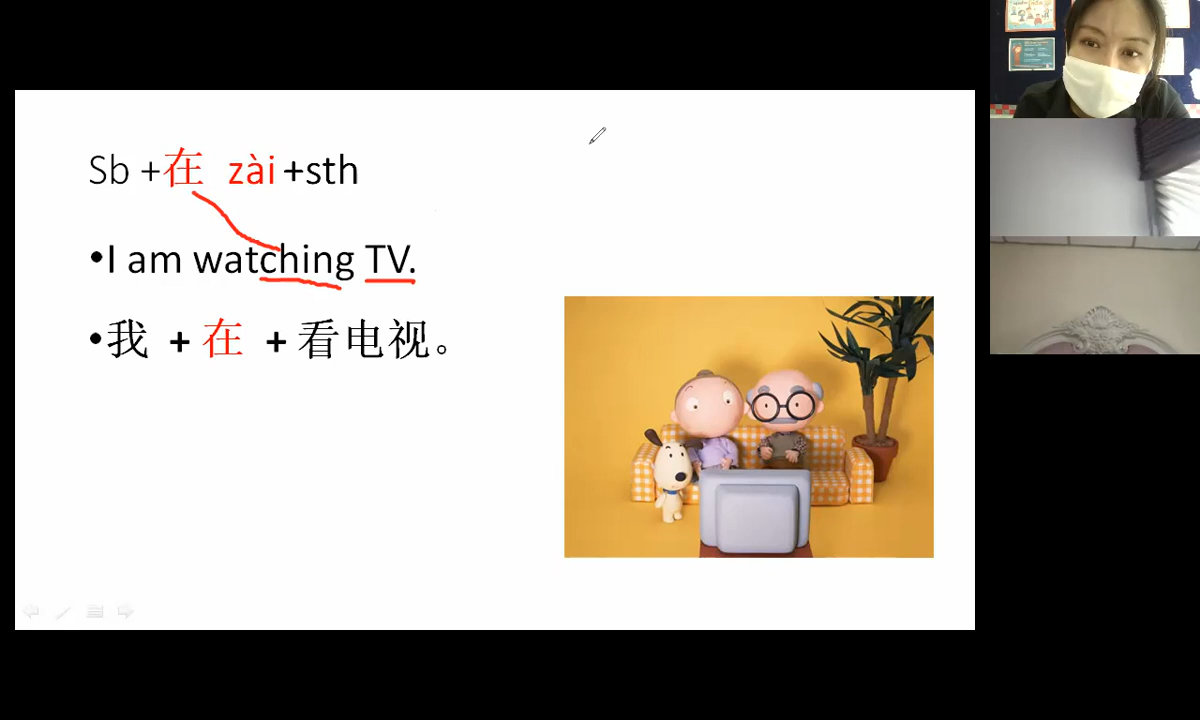 Sb +在 zài +sth
•I am watching TV.
•我 + 在 + 看电视。